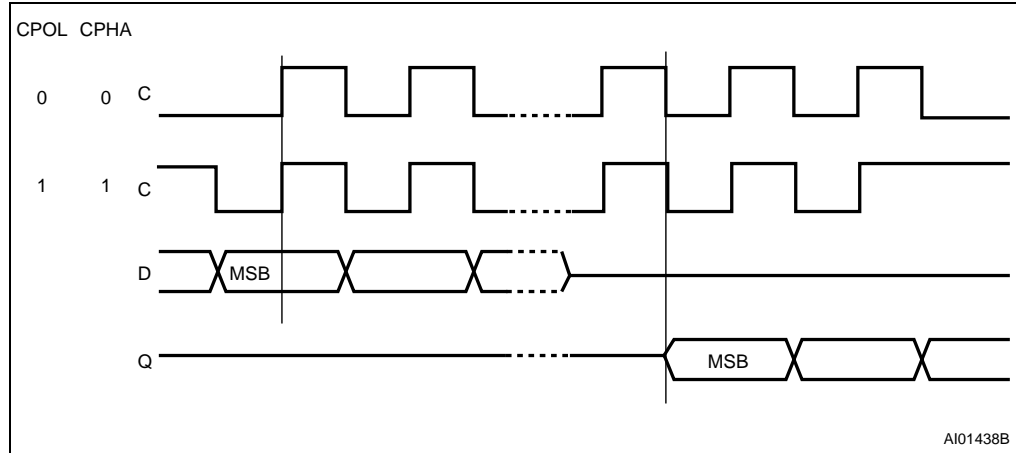 CPOL CPHA
0 0 C
1 1 C
D MSB
Q MSB
AI01438B